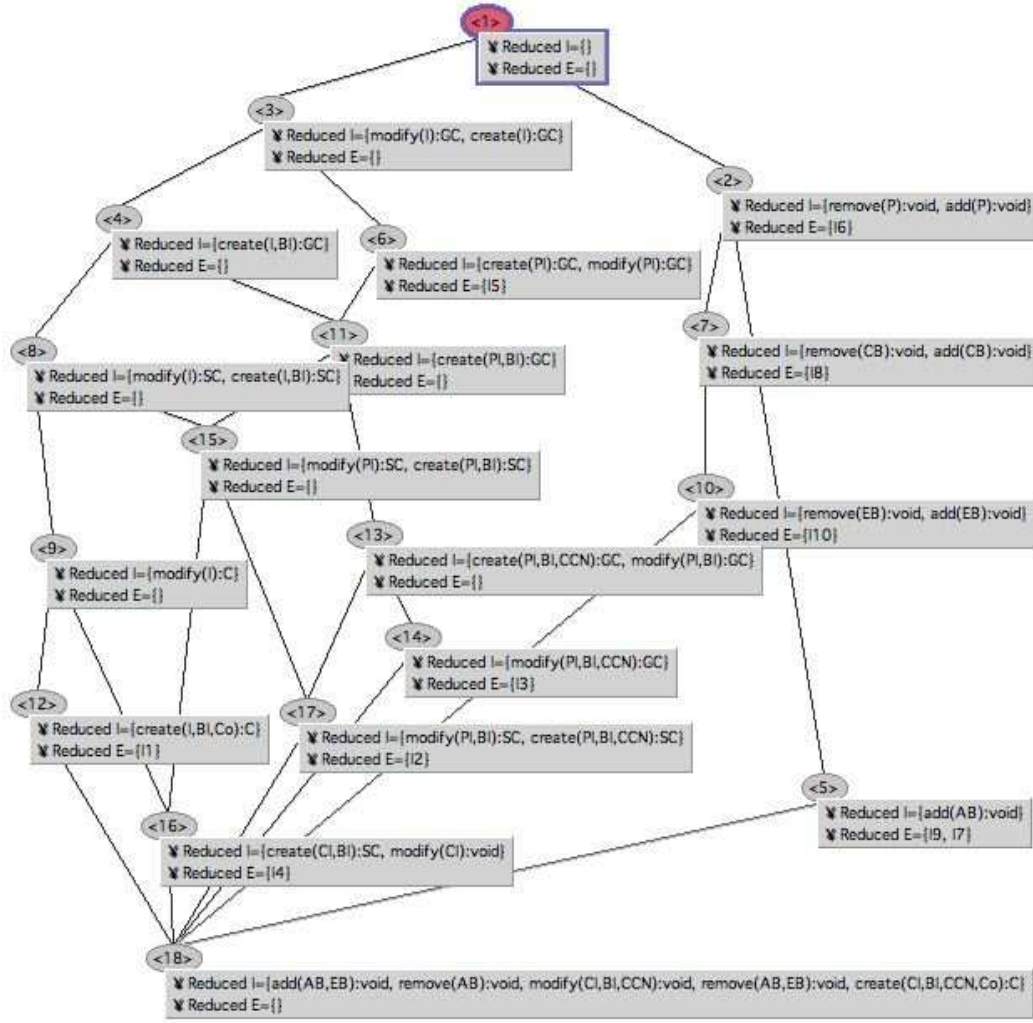 <1>
¥ Reduced I={}
¥ Reduced E={}
<3>
¥ Reduced I={modify(I):GC, create(I):GC}
¥ Reduced E={}
<2>
¥ Reduced I={remove(P):void, add(P):void}
¥ Reduced E={I6}
<4>
¥ Reduced I={create(I,BI):GC}
¥ Reduced E={}
<6>
¥ Reduced I={create(PI):GC, modify(PI):GC}
¥ Reduced E={I5}
<7>
¥ Reduced I={remove(CB):void, add(CB):void}
¥ Reduced E={I8}
<11>
¥ Reduced I={create(PI,BI):GC}
Reduced E={}
<8>
¥ Reduced I={modify(I):SC, create(I,BI):SC}
¥ Reduced E={}
<15>
¥ Reduced I={modify(PI):SC, create(PI,BI):SC}
¥ Reduced E={}
<10>
¥ Reduced I={remove(EB):void, add(EB):void}
¥ Reduced E={I10}
<13>
¥ Reduced I={create(PI,BI,CCN):GC, modify(PI,BI):GC}
¥ Reduced E={}
<9>
¥ Reduced I={modify(I):C}
¥ Reduced E={}
<14>
¥ Reduced I={modify(PI,BI,CCN):GC}
¥ Reduced E={I3}
<12>
¥ Reduced I={create(I,BI,Co):C}
¥ Reduced E={I1}
<17>
¥ Reduced I={modify(PI,BI):SC, create(PI,BI,CCN):SC}
¥ Reduced E={I2}
<5>
¥ Reduced I={add(AB):void}
¥ Reduced E={I9, I7}
<16>
¥ Reduced I={create(CI,BI):SC, modify(CI):void}
¥ Reduced E={I4}
<18>
¥ Reduced I={add(AB,EB):void, remove(AB):void, modify(CI,BI,CCN):void, remove(AB,EB):void, create(CI,BI,CCN,Co):C}
¥ Reduced E={}